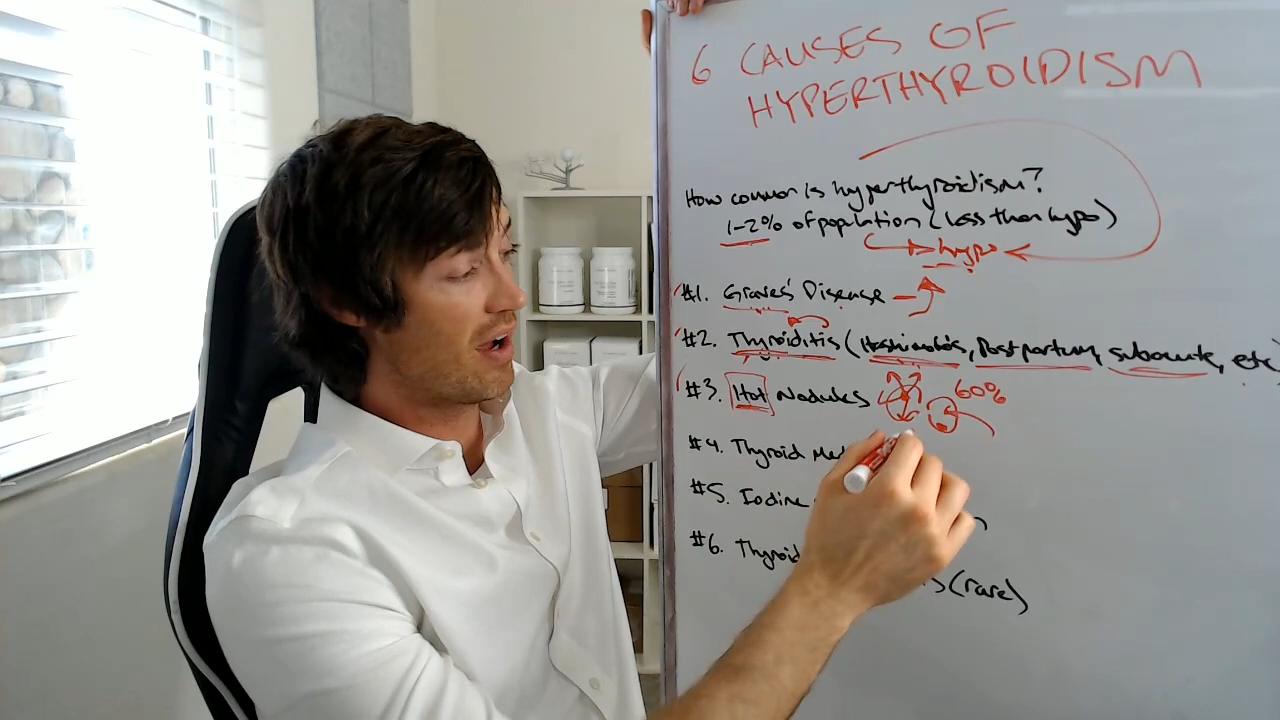 6 CAUSES OF
HYPERTHYROIDISM
How common is hyperthyroidism?
1-2% of population (less than hypo)
hypo
#1. Graves' Disease
#2. Thyroiditis (Hashimoto's, Postpartum, subacute, etc
#3. Hot Nodules 60%
#4. Thyroid
#5. Iodine
#6. Thyroid
(rare)